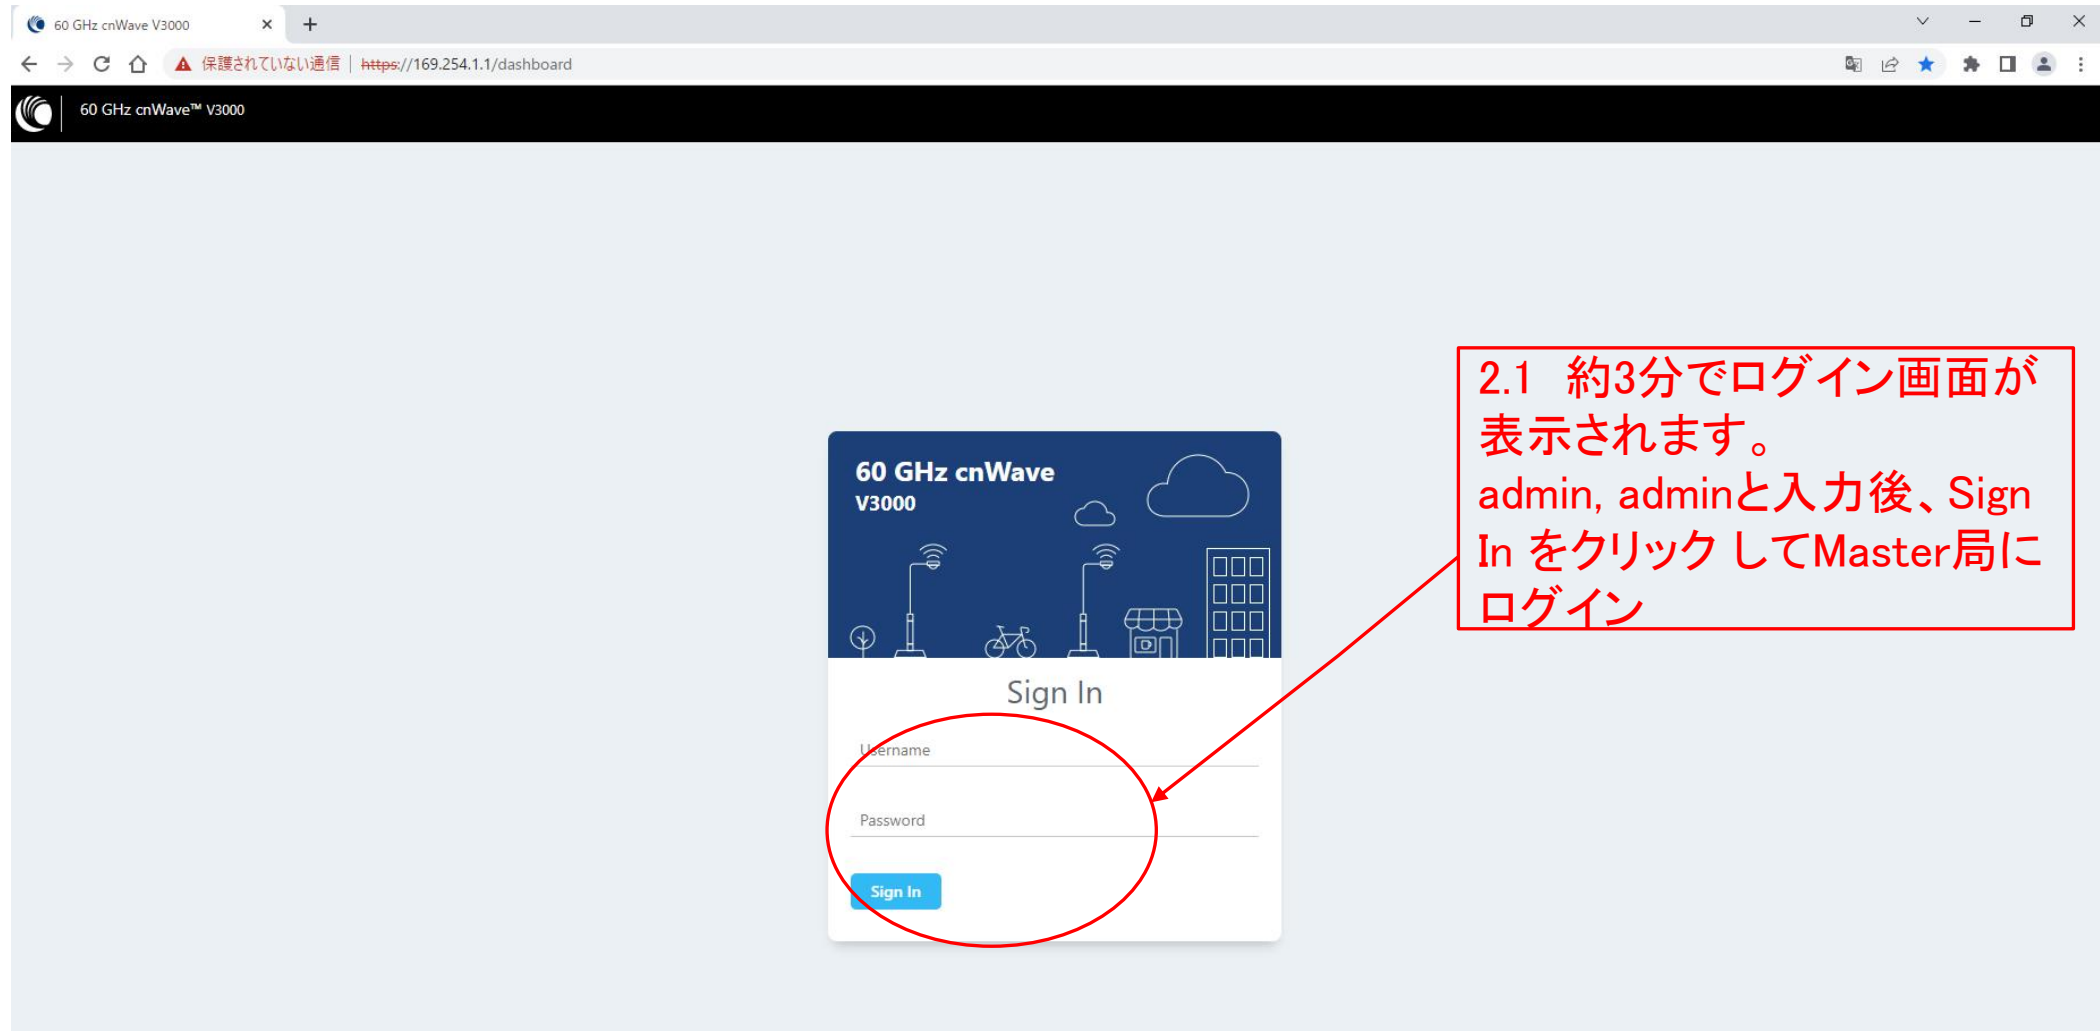 60 GHz cnWave V3000
保護されていない通信 | https://169.254.1.1/dashboard
60 GHz cnWave™ V3000
2.1　約3分でログイン画面が
表示されます。
admin, adminと入力後、Sign
In をクリック してMaster局に
ログイン
60 GHz cnWave
V3000
Sign In
Username
Password
Sign In